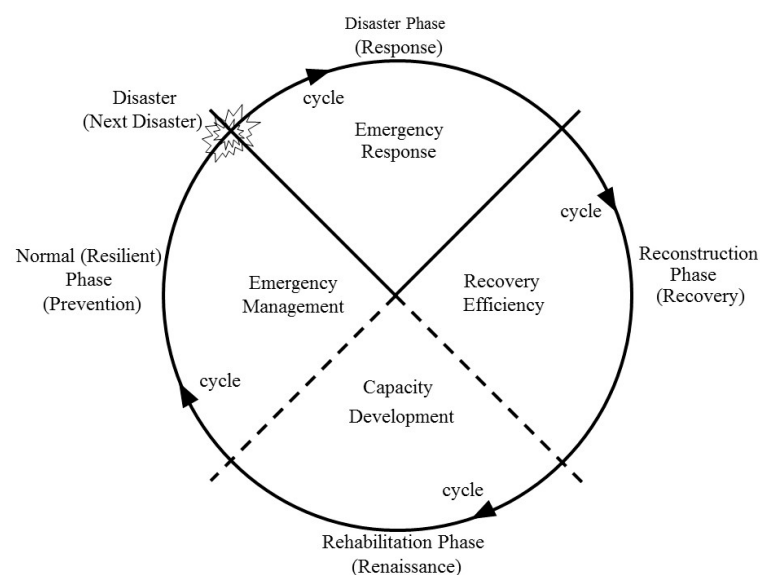 Disaster Phase
(Response)
cycle
Disaster
(Next Disaster)
Emergency
Response
cycle
Normal (Resilient)
Phase
(Prevention)
Emergency
Management
Recovery
Efficiency
Reconstruction
Phase
(Recovery)
cycle
Capacity
Development
cycle
Rehabilitation Phase
(Renaissance)